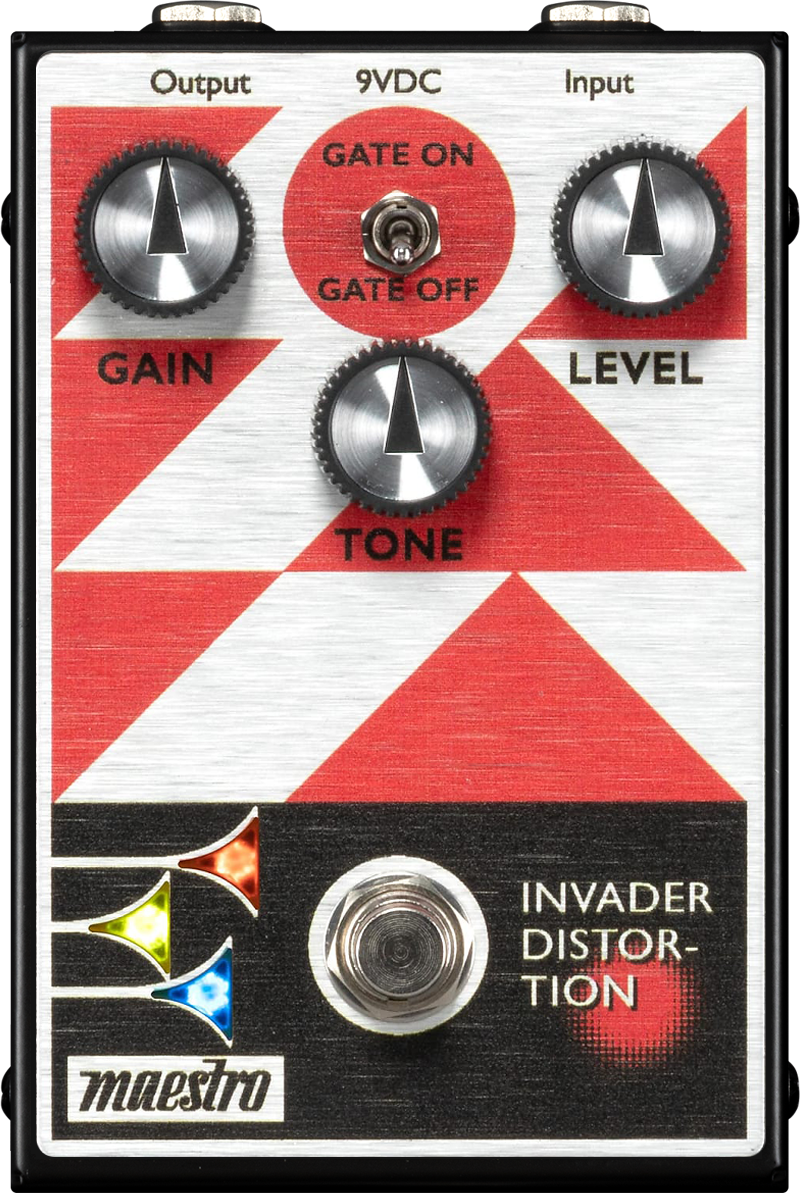 Output 9VDC Input
GATE ON
GATE OFF
GAIN LEVEL
TONE
INVADER
DISTOR-
TION
maestro